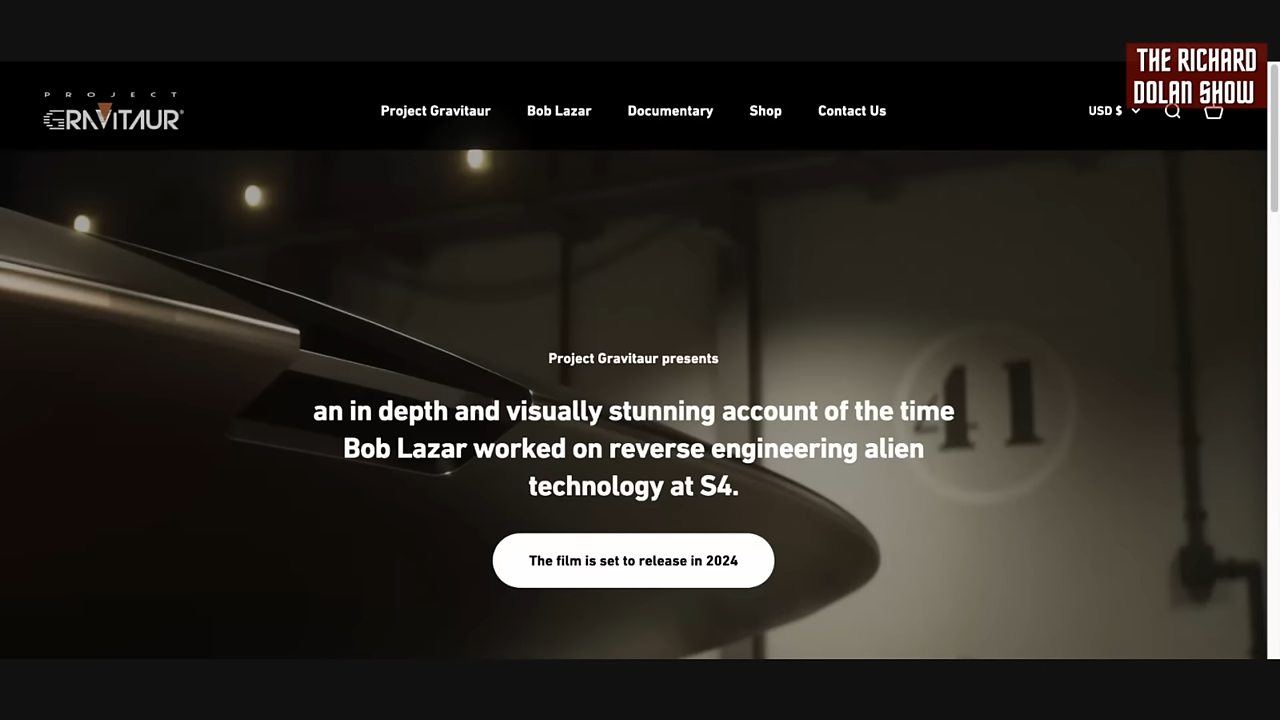 THE RICHARD
DOLAN SHOW
PROJECT
GRAVITAUR®
Project Gravitaur
Bob Lazar
Documentary
Shop
Contact Us
USD $
41
Project Gravitaur presents
an in depth and visually stunning account of the time
Bob Lazar worked on reverse engineering alien
technology at S4.
The film is set to release in 2024